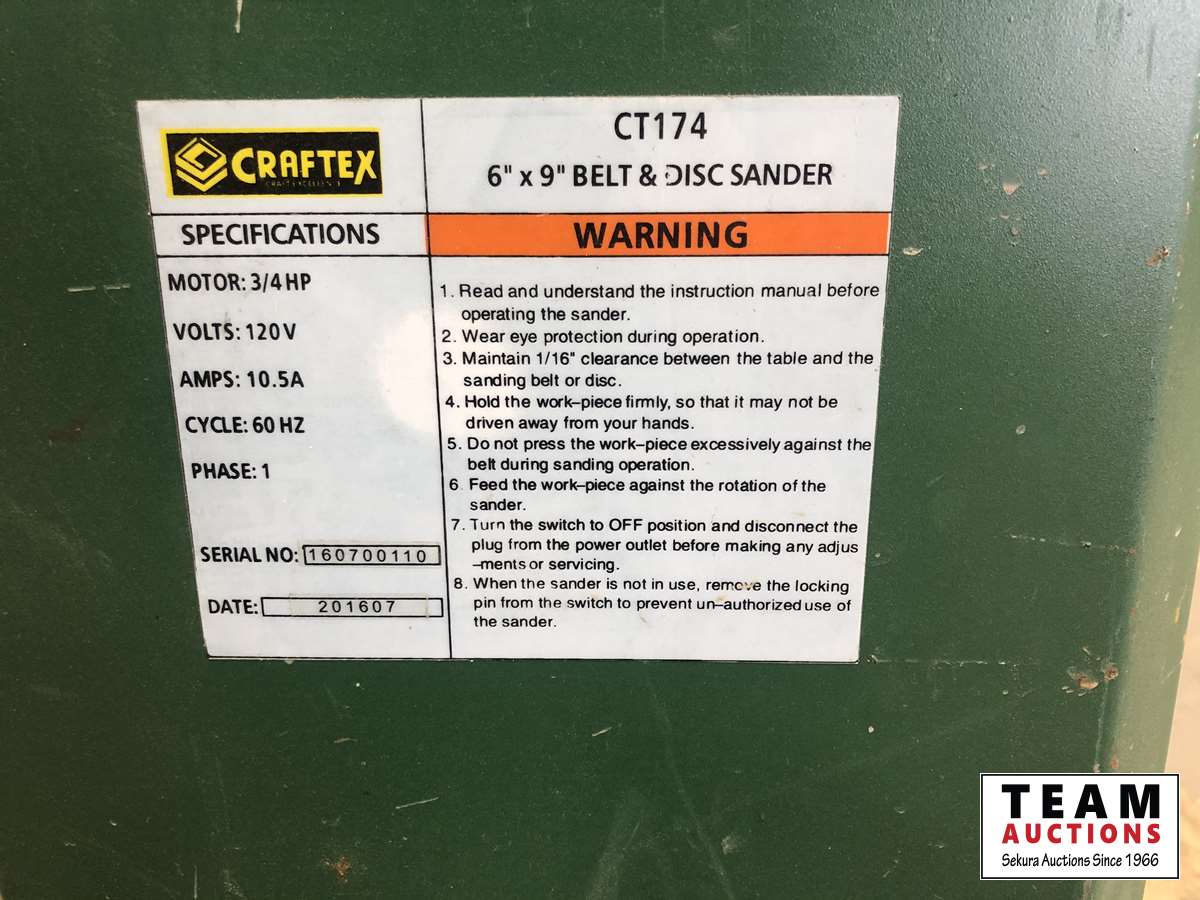 CRAFTEX
CT174
6" x 9" BELT & DISC SANDER
SPECIFICATIONS
MOTOR: 3/4 HP
VOLTS: 120 V
AMPS: 10.5A
CYCLE: 60 HZ
PHASE: 1
SERIAL NO: 160700110
DATE: 201607
WARNING
1. Read and understand the instruction manual before
operating the sander.
2. Wear eye protection during operation.
3. Maintain 1/16" clearance between the table and the
sanding belt or disc.
4. Hold the work-piece firmly, so that it may not be
driven away from your hands.
5. Do not press the work-piece excessively against the
belt during sanding operation.
6 Feed the work-piece against the rotation of the
sander.
7. Turn the switch to OFF position and disconnect the
plug from the power outlet before making any adjus
-ments or servicing.
8. When the sander is not in use, remove the locking
pin from the switch to prevent un-authorized use of
the sander.
TEAM
AUCTIONS
Sekura Auctions Since 1966